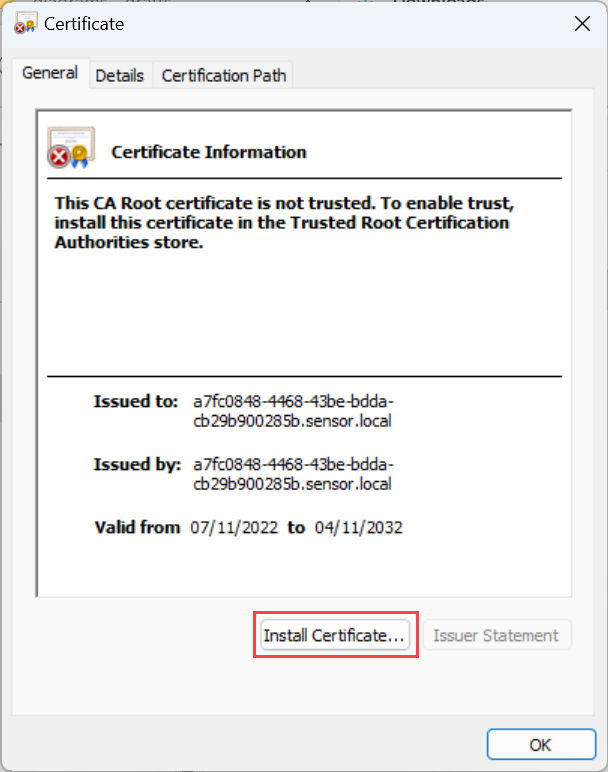 Certificate
General
Details
Certification Path
Certificate Information
This CA Root certificate is not trusted. To enable trust,
install this certificate in the Trusted Root Certification
Authorities store.
Issued to: a7fc0848-4468-43be-bdda-
cb29b900285b.sensor.local
Issued by: a7fc0848-4468-43be-bdda-
cb29b900285b.sensor.local
Valid from 07/11/2022 to 04/11/2032
Install Certificate...
Issuer Statement
OK